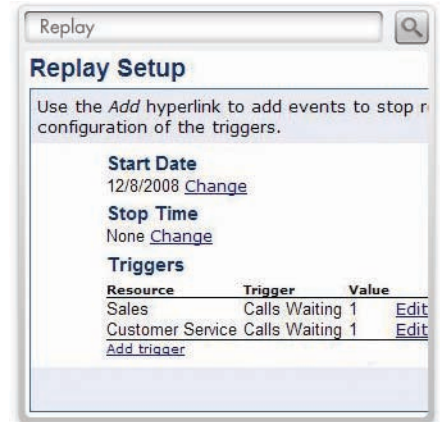 Replay
Replay Setup
Use the Add hyperlink to add events to stop
configuration of the triggers.
Start Date
12/8/2008 Change
Stop Time
None Change
Triggers
Resource Trigger Value
Sales Calls Waiting 1 Edit
Customer Service Calls Waiting 1 Edit
Add trigger